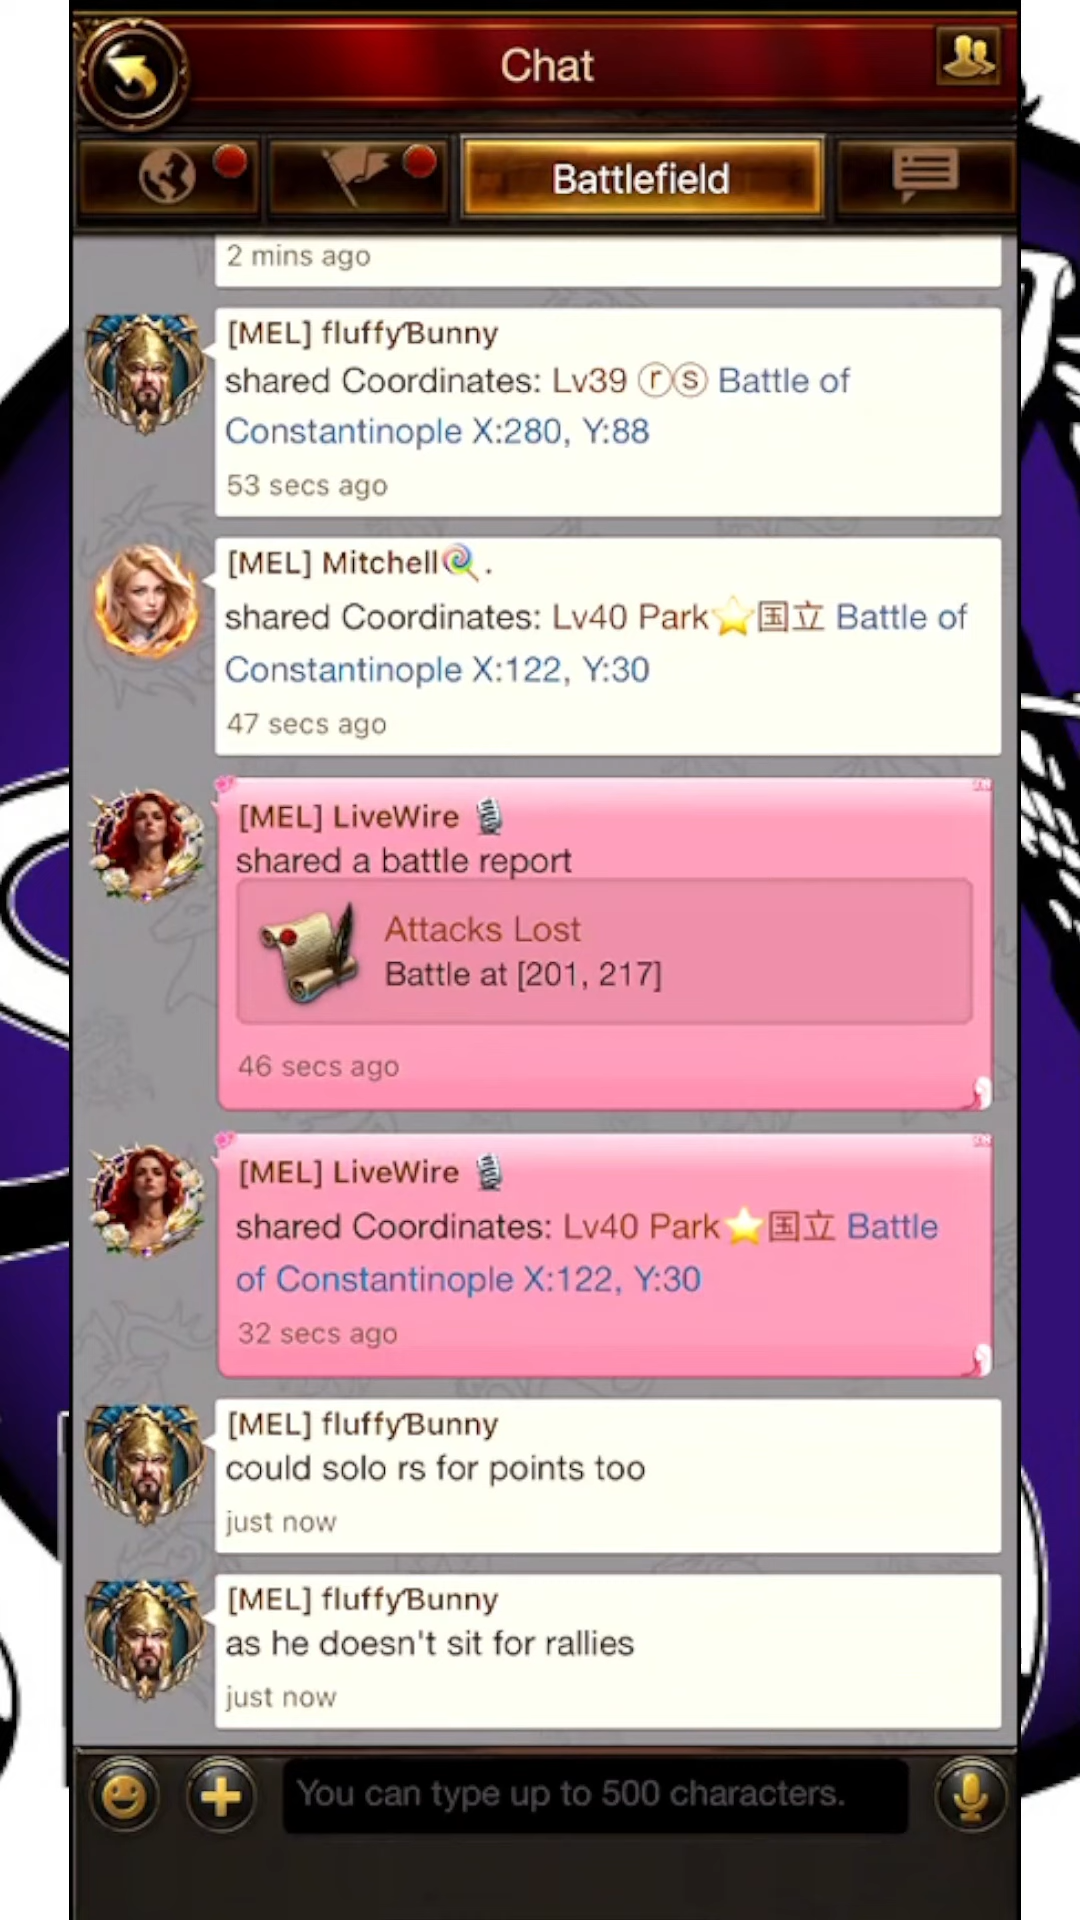 Chat
Battlefield
2 mins ago
[MEL] fluffyƁunny
shared Coordinates: Lv39 ⓡⓢ Battle of
Constantinople X:280, Y:88
53 secs ago
[MEL] Mitchell🍭.
shared Coordinates: Lv40 Park⭐国立 Battle of
Constantinople X:122, Y:30
47 secs ago
[MEL] LiveWire 🎙
shared a battle report
Attacks Lost
Battle at [201, 217]
46 secs ago
[MEL] LiveWire 🎙
shared Coordinates: Lv40 Park⭐国立 Battle
of Constantinople X:122, Y:30
32 secs ago
[MEL] fluffyƁunny
could solo rs for points too
just now
[MEL] fluffyƁunny
as he doesn't sit for rallies
just now
You can type up to 500 characters.